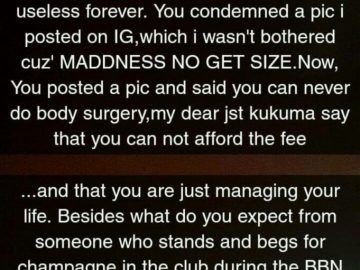 useless forever. You condemned a pic i
posted on IG,which i wasn't bothered
cuz' MADDNESS NO GET SIZE.Now,
You posted a pic and said you can never
do body surgery,my dear jst kukuma say
that you can not afford the fee
...and that you are just managing your
life. Besides what do you expect from
someone who stands and begs for
champagne in the club during the BBN